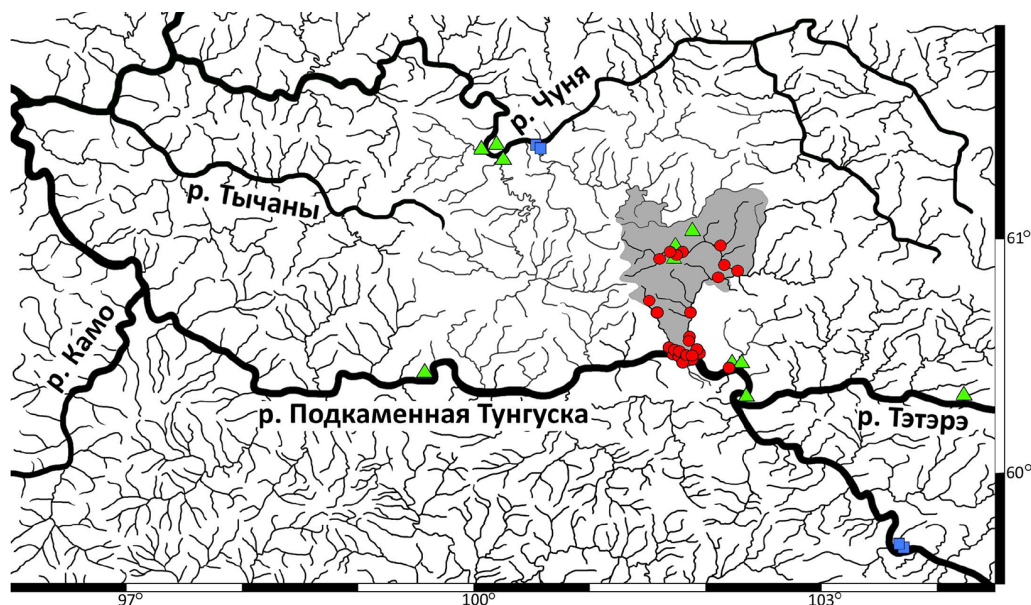 р. Чуня
р. Тычаны
61°
р. Камо
р. Подкаменная Тунгуска
р. Тэтэрэ
60°
97°
100°
103°